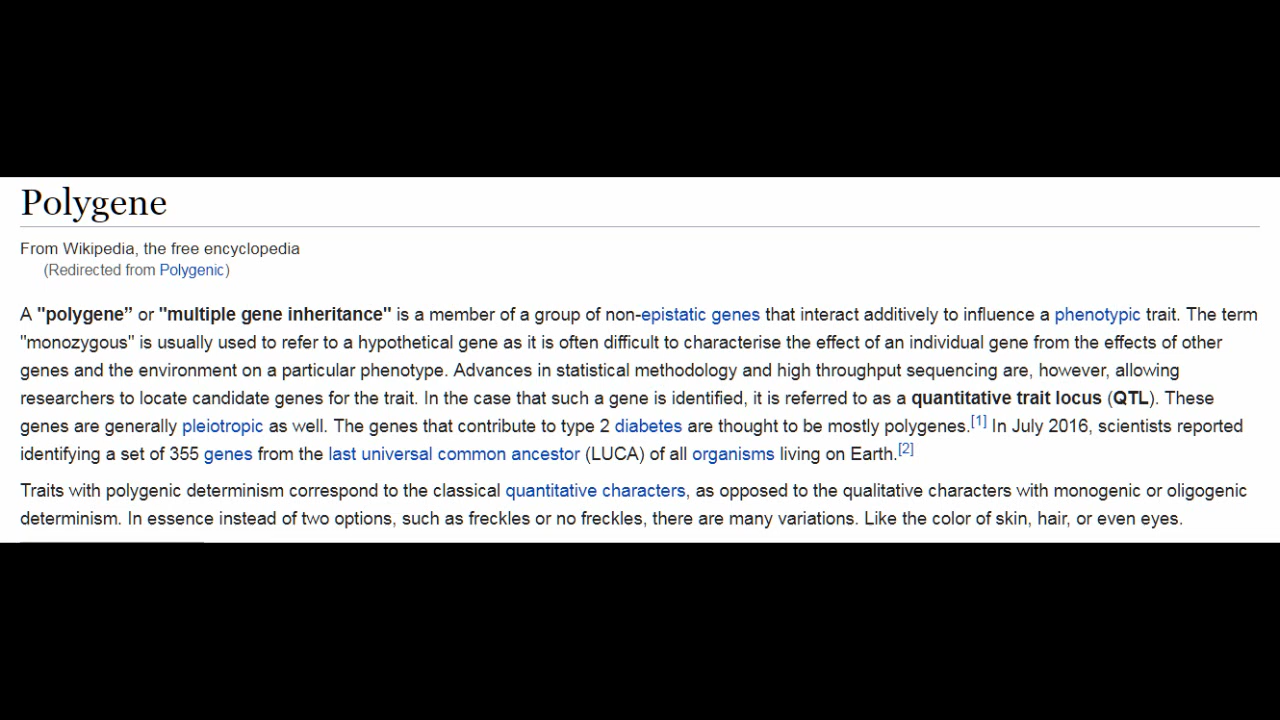 Polygene
From Wikipedia, the free encyclopedia
(Redirected from Polygenic)
A "polygene” or "multiple gene inheritance" is a member of a group of non-epistatic genes that interact additively to influence a phenotypic trait. The term
"monozygous" is usually used to refer to a hypothetical gene as it is often difficult to characterise the effect of an individual gene from the effects of other
genes and the environment on a particular phenotype. Advances in statistical methodology and high throughput sequencing are, however, allowing
researchers to locate candidate genes for the trait. In the case that such a gene is identified, it is referred to as a quantitative trait locus (QTL). These
genes are generally pleiotropic as well. The genes that contribute to type 2 diabetes are thought to be mostly polygenes.[1] In July 2016, scientists reported
identifying a set of 355 genes from the last universal common ancestor (LUCA) of all organisms living on Earth.[2]
Traits with polygenic determinism correspond to the classical quantitative characters, as opposed to the qualitative characters with monogenic or oligogenic
determinism. In essence instead of two options, such as freckles or no freckles, there are many variations. Like the color of skin, hair, or even eyes.